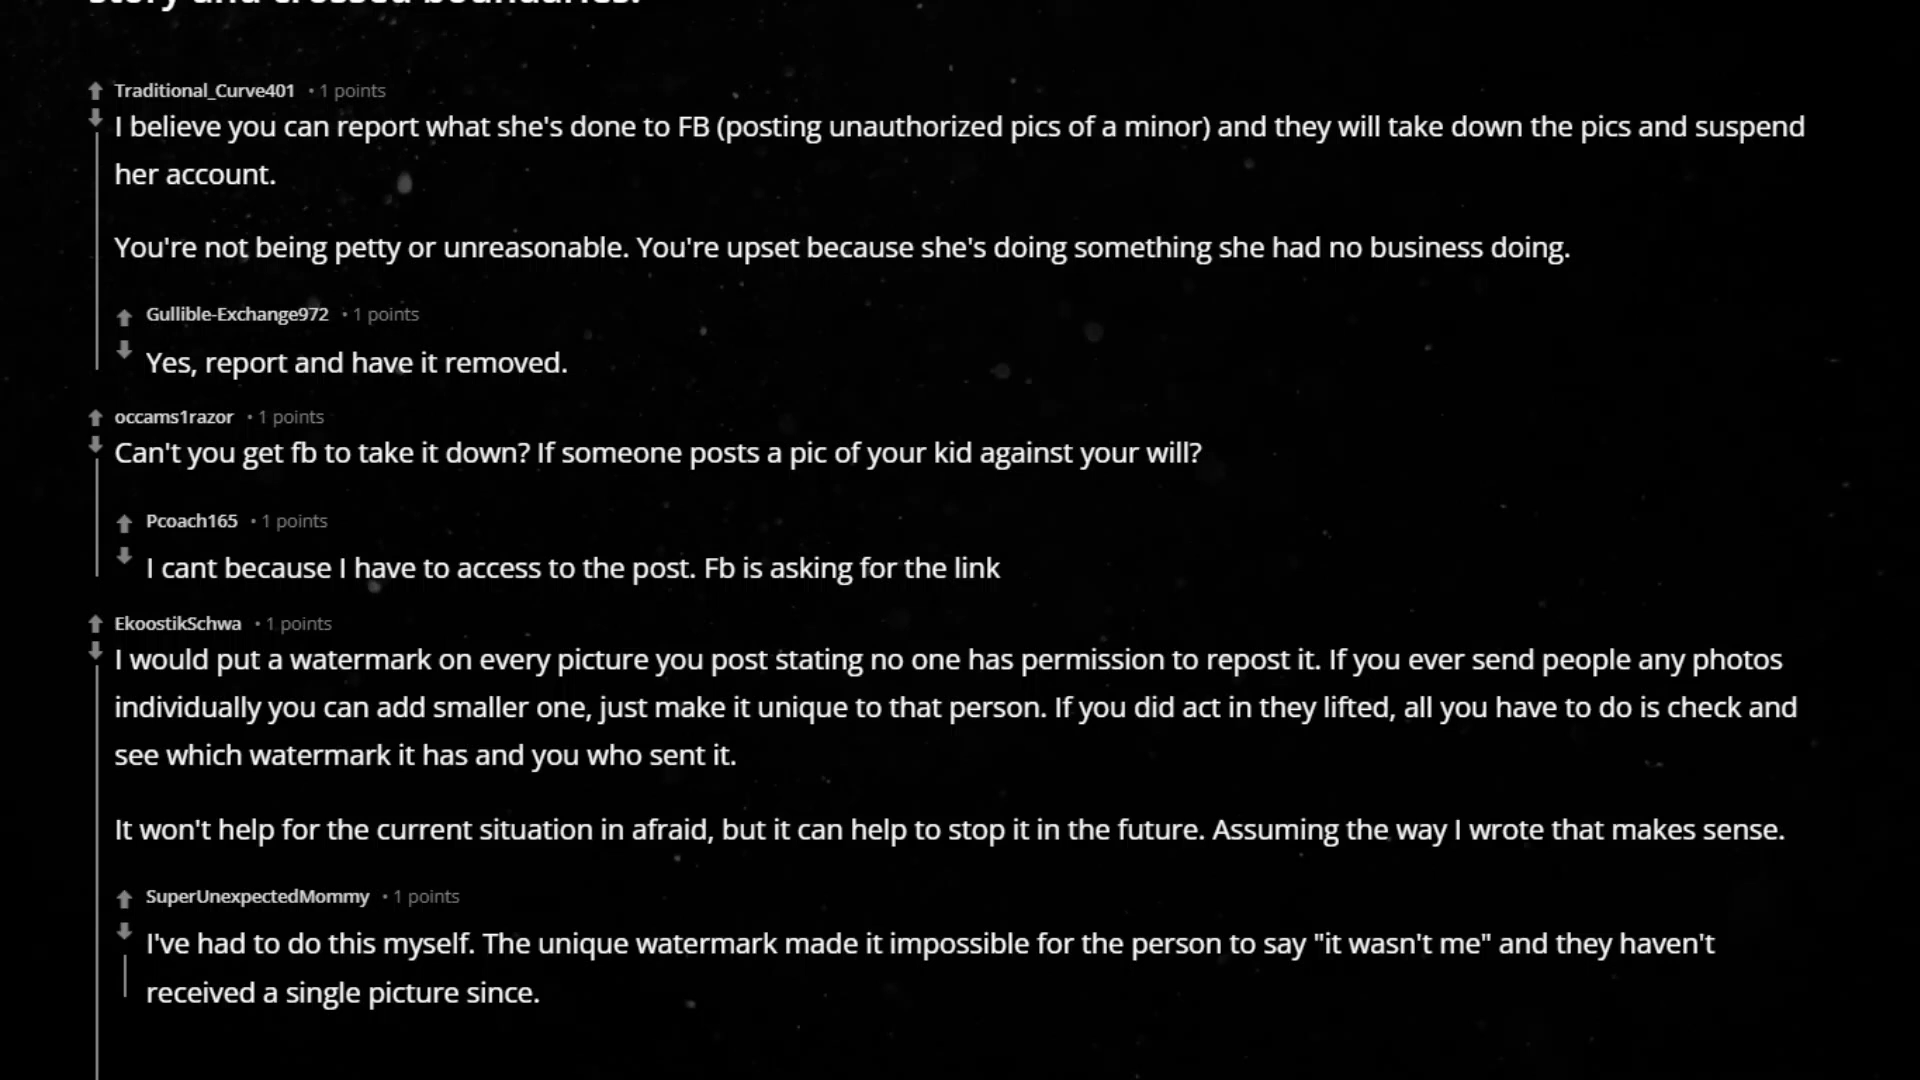 story and crossed boundaries.
Traditional_Curve401 • 1 points
I believe you can report what she's done to FB (posting unauthorized pics of a minor) and they will take down the pics and suspend
her account.
You're not being petty or unreasonable. You're upset because she's doing something she had no business doing.
Gullible-Exchange972 • 1 points
Yes, report and have it removed.
occams1razor • 1 points
Can't you get fb to take it down? If someone posts a pic of your kid against your will?
Pcoach165 • 1 points
I cant because I have to access to the post. Fb is asking for the link
EkoostikSchwa • 1 points
I would put a watermark on every picture you post stating no one has permission to repost it. If you ever send people any photos
individually you can add smaller one, just make it unique to that person. If you did act in they lifted, all you have to do is check and
see which watermark it has and you who sent it.
It won't help for the current situation in afraid, but it can help to stop it in the future. Assuming the way I wrote that makes sense.
SuperUnexpectedMommy • 1 points
I've had to do this myself. The unique watermark made it impossible for the person to say "it wasn't me" and they haven't
received a single picture since.